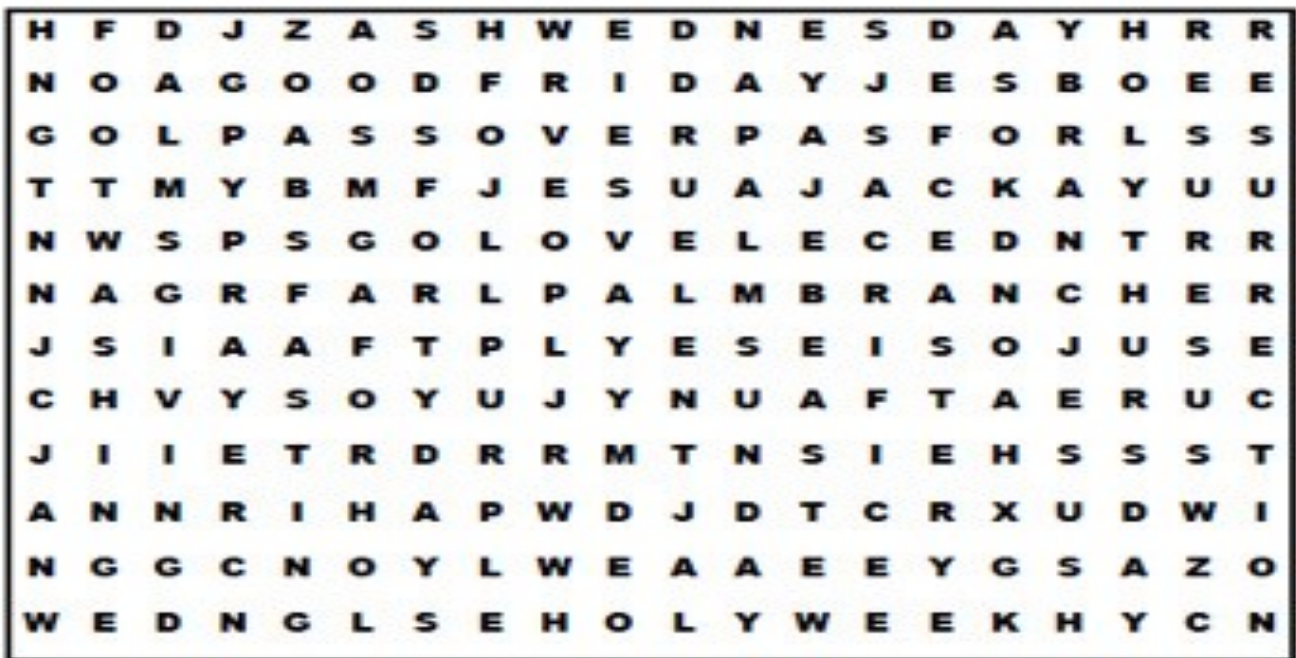 H F D J Z A S H W E D N E S D A Y H R R
N O A G O O D F R I D A Y J E S B O E E
G O L P A S S O V E R P A S F O R L S S
T T M Y B M F J E S U A J A C K A Y U U
N W S P S G O L O V E L E C E D N T R R
N A G R F A R L P A L M B R A N C H E R
J S I A A F T P L Y E S E I S O J U S E
C H V Y S O Y U J Y N U A F T A E R U C
J I I E T R D R R M T N S I E H S S S T
A N N R I H A P W D J D T C R X U D W I
N G G C N O Y L W E A A E E Y G S A Z O
W E D N G L S E H O L Y W E E K H Y C N